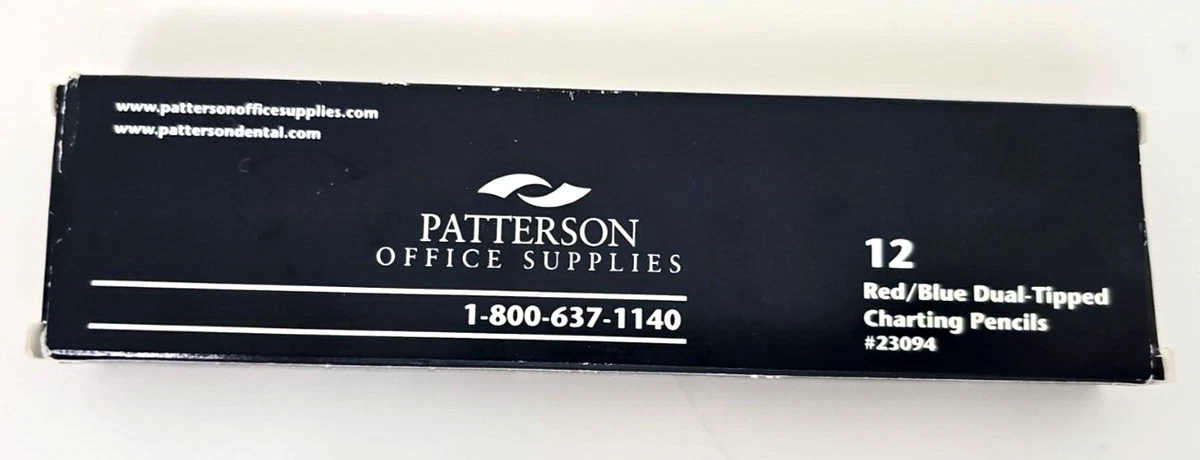 www.pattersonofficesupplies.com
www.pattersondental.com
PATTERSON
OFFICE SUPPLIES
1-800-637-1140
12
Red/Blue Dual-Tipped
Charting Pencils
#23094